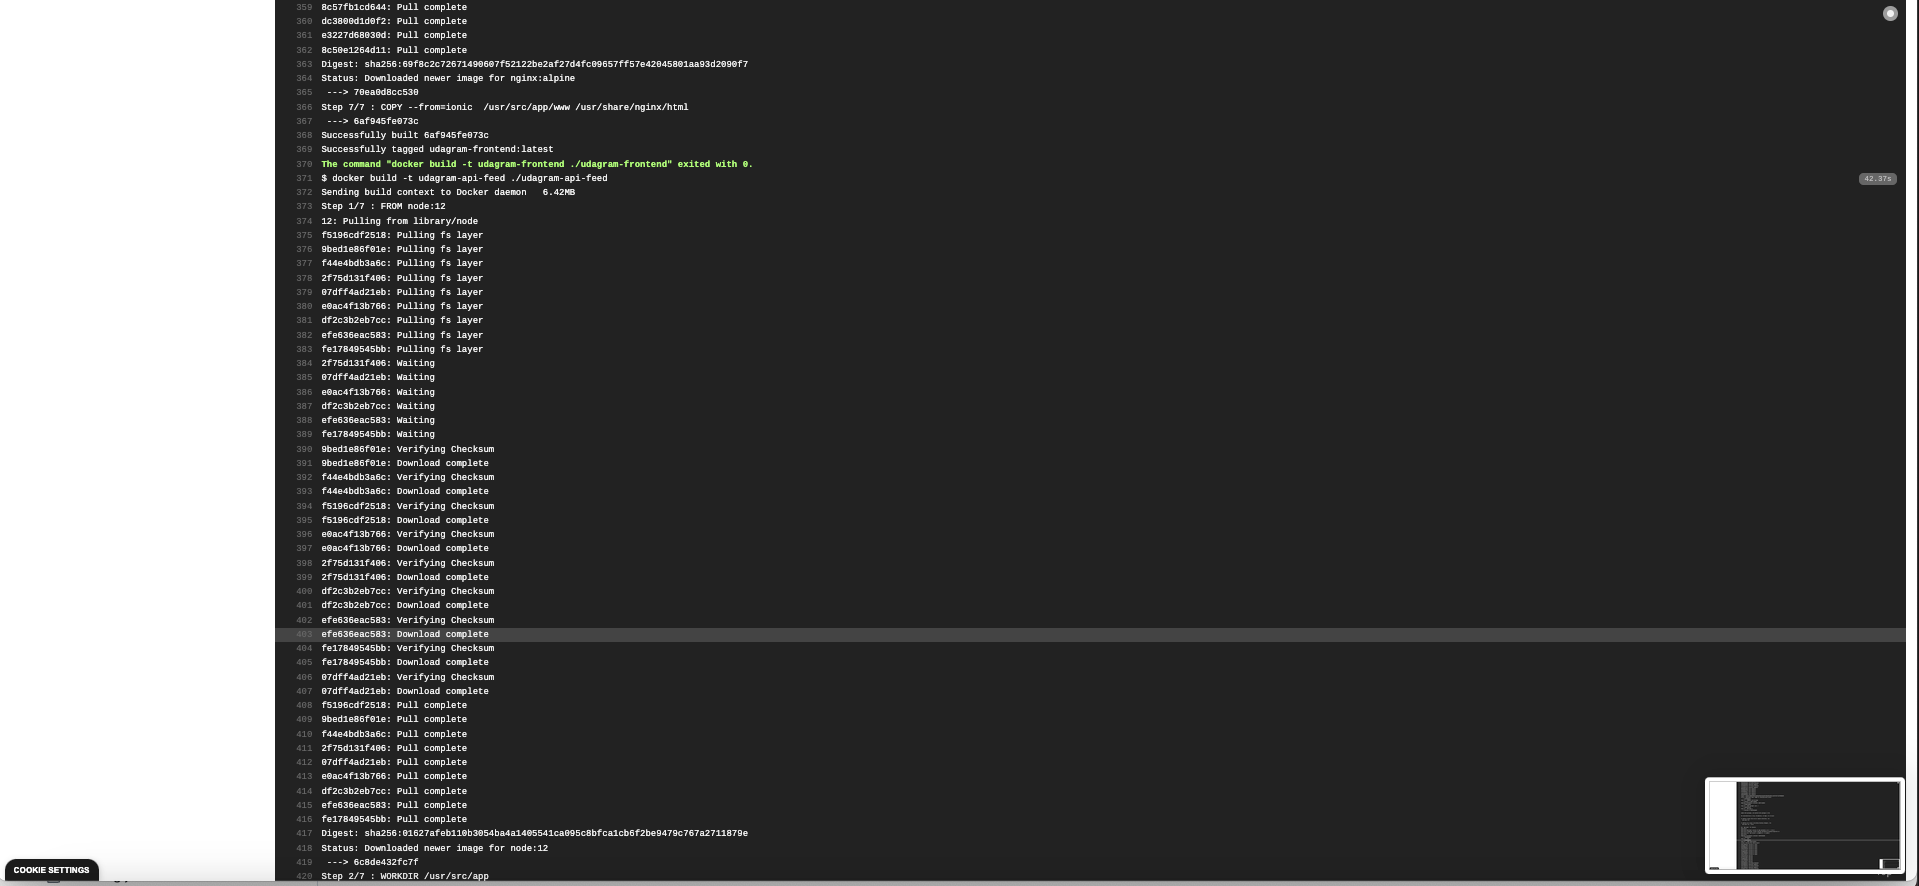 359 8c57fb1cd644: Pull complete
360 dc3800d1d0f2: Pull complete
361 e3227d68030d: Pull complete
362 8c50e1264d11: Pull complete
363 Digest: sha256:69f8c2c72671490607f52122be2af27d4fc09657ff57e42045801aa93d2090f7
364 Status: Downloaded newer image for nginx:alpine
365 ---> 70ea0d8cc530
366 Step 7/7 : COPY --from=ionic  /usr/src/app/www /usr/share/nginx/html
367 ---> 6af945fe073c
368 Successfully built 6af945fe073c
369 Successfully tagged udagram-frontend:latest
370 The command "docker build -t udagram-frontend ./udagram-frontend" exited with 0.
371 $ docker build -t udagram-api-feed ./udagram-api-feed 42.37s
372 Sending build context to Docker daemon   6.42MB
373 Step 1/7 : FROM node:12
374 12: Pulling from library/node
375 f5196cdf2518: Pulling fs layer
376 9bed1e86f01e: Pulling fs layer
377 f44e4bdb3a6c: Pulling fs layer
378 2f75d131f406: Pulling fs layer
379 07dff4ad21eb: Pulling fs layer
380 e0ac4f13b766: Pulling fs layer
381 df2c3b2eb7cc: Pulling fs layer
382 efe636eac583: Pulling fs layer
383 fe17849545bb: Pulling fs layer
384 2f75d131f406: Waiting
385 07dff4ad21eb: Waiting
386 e0ac4f13b766: Waiting
387 df2c3b2eb7cc: Waiting
388 efe636eac583: Waiting
389 fe17849545bb: Waiting
390 9bed1e86f01e: Verifying Checksum
391 9bed1e86f01e: Download complete
392 f44e4bdb3a6c: Verifying Checksum
393 f44e4bdb3a6c: Download complete
394 f5196cdf2518: Verifying Checksum
395 f5196cdf2518: Download complete
396 e0ac4f13b766: Verifying Checksum
397 e0ac4f13b766: Download complete
398 2f75d131f406: Verifying Checksum
399 2f75d131f406: Download complete
400 df2c3b2eb7cc: Verifying Checksum
401 df2c3b2eb7cc: Download complete
402 efe636eac583: Verifying Checksum
403 efe636eac583: Download complete
404 fe17849545bb: Verifying Checksum
405 fe17849545bb: Download complete
406 07dff4ad21eb: Verifying Checksum
407 07dff4ad21eb: Download complete
408 f5196cdf2518: Pull complete
409 9bed1e86f01e: Pull complete
410 f44e4bdb3a6c: Pull complete
411 2f75d131f406: Pull complete
412 07dff4ad21eb: Pull complete
413 e0ac4f13b766: Pull complete
414 df2c3b2eb7cc: Pull complete
415 efe636eac583: Pull complete
416 fe17849545bb: Pull complete
417 Digest: sha256:01627afeb110b3054ba4a1405541ca095c8bfca1cb6f2be9479c767a2711879e
418 Status: Downloaded newer image for node:12
419 ---> 6c8de432fc7f
420 Step 2/7 : WORKDIR /usr/src/app
COOKIE SETTINGS